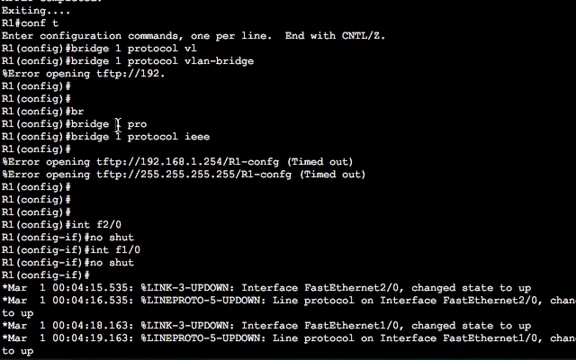 Exiting....
R1#conf t
Enter configuration commands, one per line.  End with CNTL/Z.
R1(config)#bridge 1 protocol vl
R1(config)#bridge 1 protocol vlan-bridge
%Error opening tftp://192.
R1(config)#
R1(config)#
R1(config)#br
R1(config)#bridge 1 pro
R1(config)#bridge 1 protocol ieee
R1(config)#
%Error opening tftp://192.168.1.254/R1-confg (Timed out)
%Error opening tftp://255.255.255.255/R1-confg (Timed out)
R1(config)#
R1(config)#
R1(config)#
R1(config)#int f2/0
R1(config-if)#no shut
R1(config-if)#int f1/0
R1(config-if)#no shut
R1(config-if)#
*Mar  1 00:04:15.535: %LINK-3-UPDOWN: Interface FastEthernet2/0, changed state to up
*Mar  1 00:04:16.535: %LINEPROTO-5-UPDOWN: Line protocol on Interface FastEthernet2/0, chan
to up
*Mar  1 00:04:18.163: %LINK-3-UPDOWN: Interface FastEthernet1/0, changed state to up
*Mar  1 00:04:19.163: %LINEPROTO-5-UPDOWN: Line protocol on Interface FastEthernet1/0, chan
to up